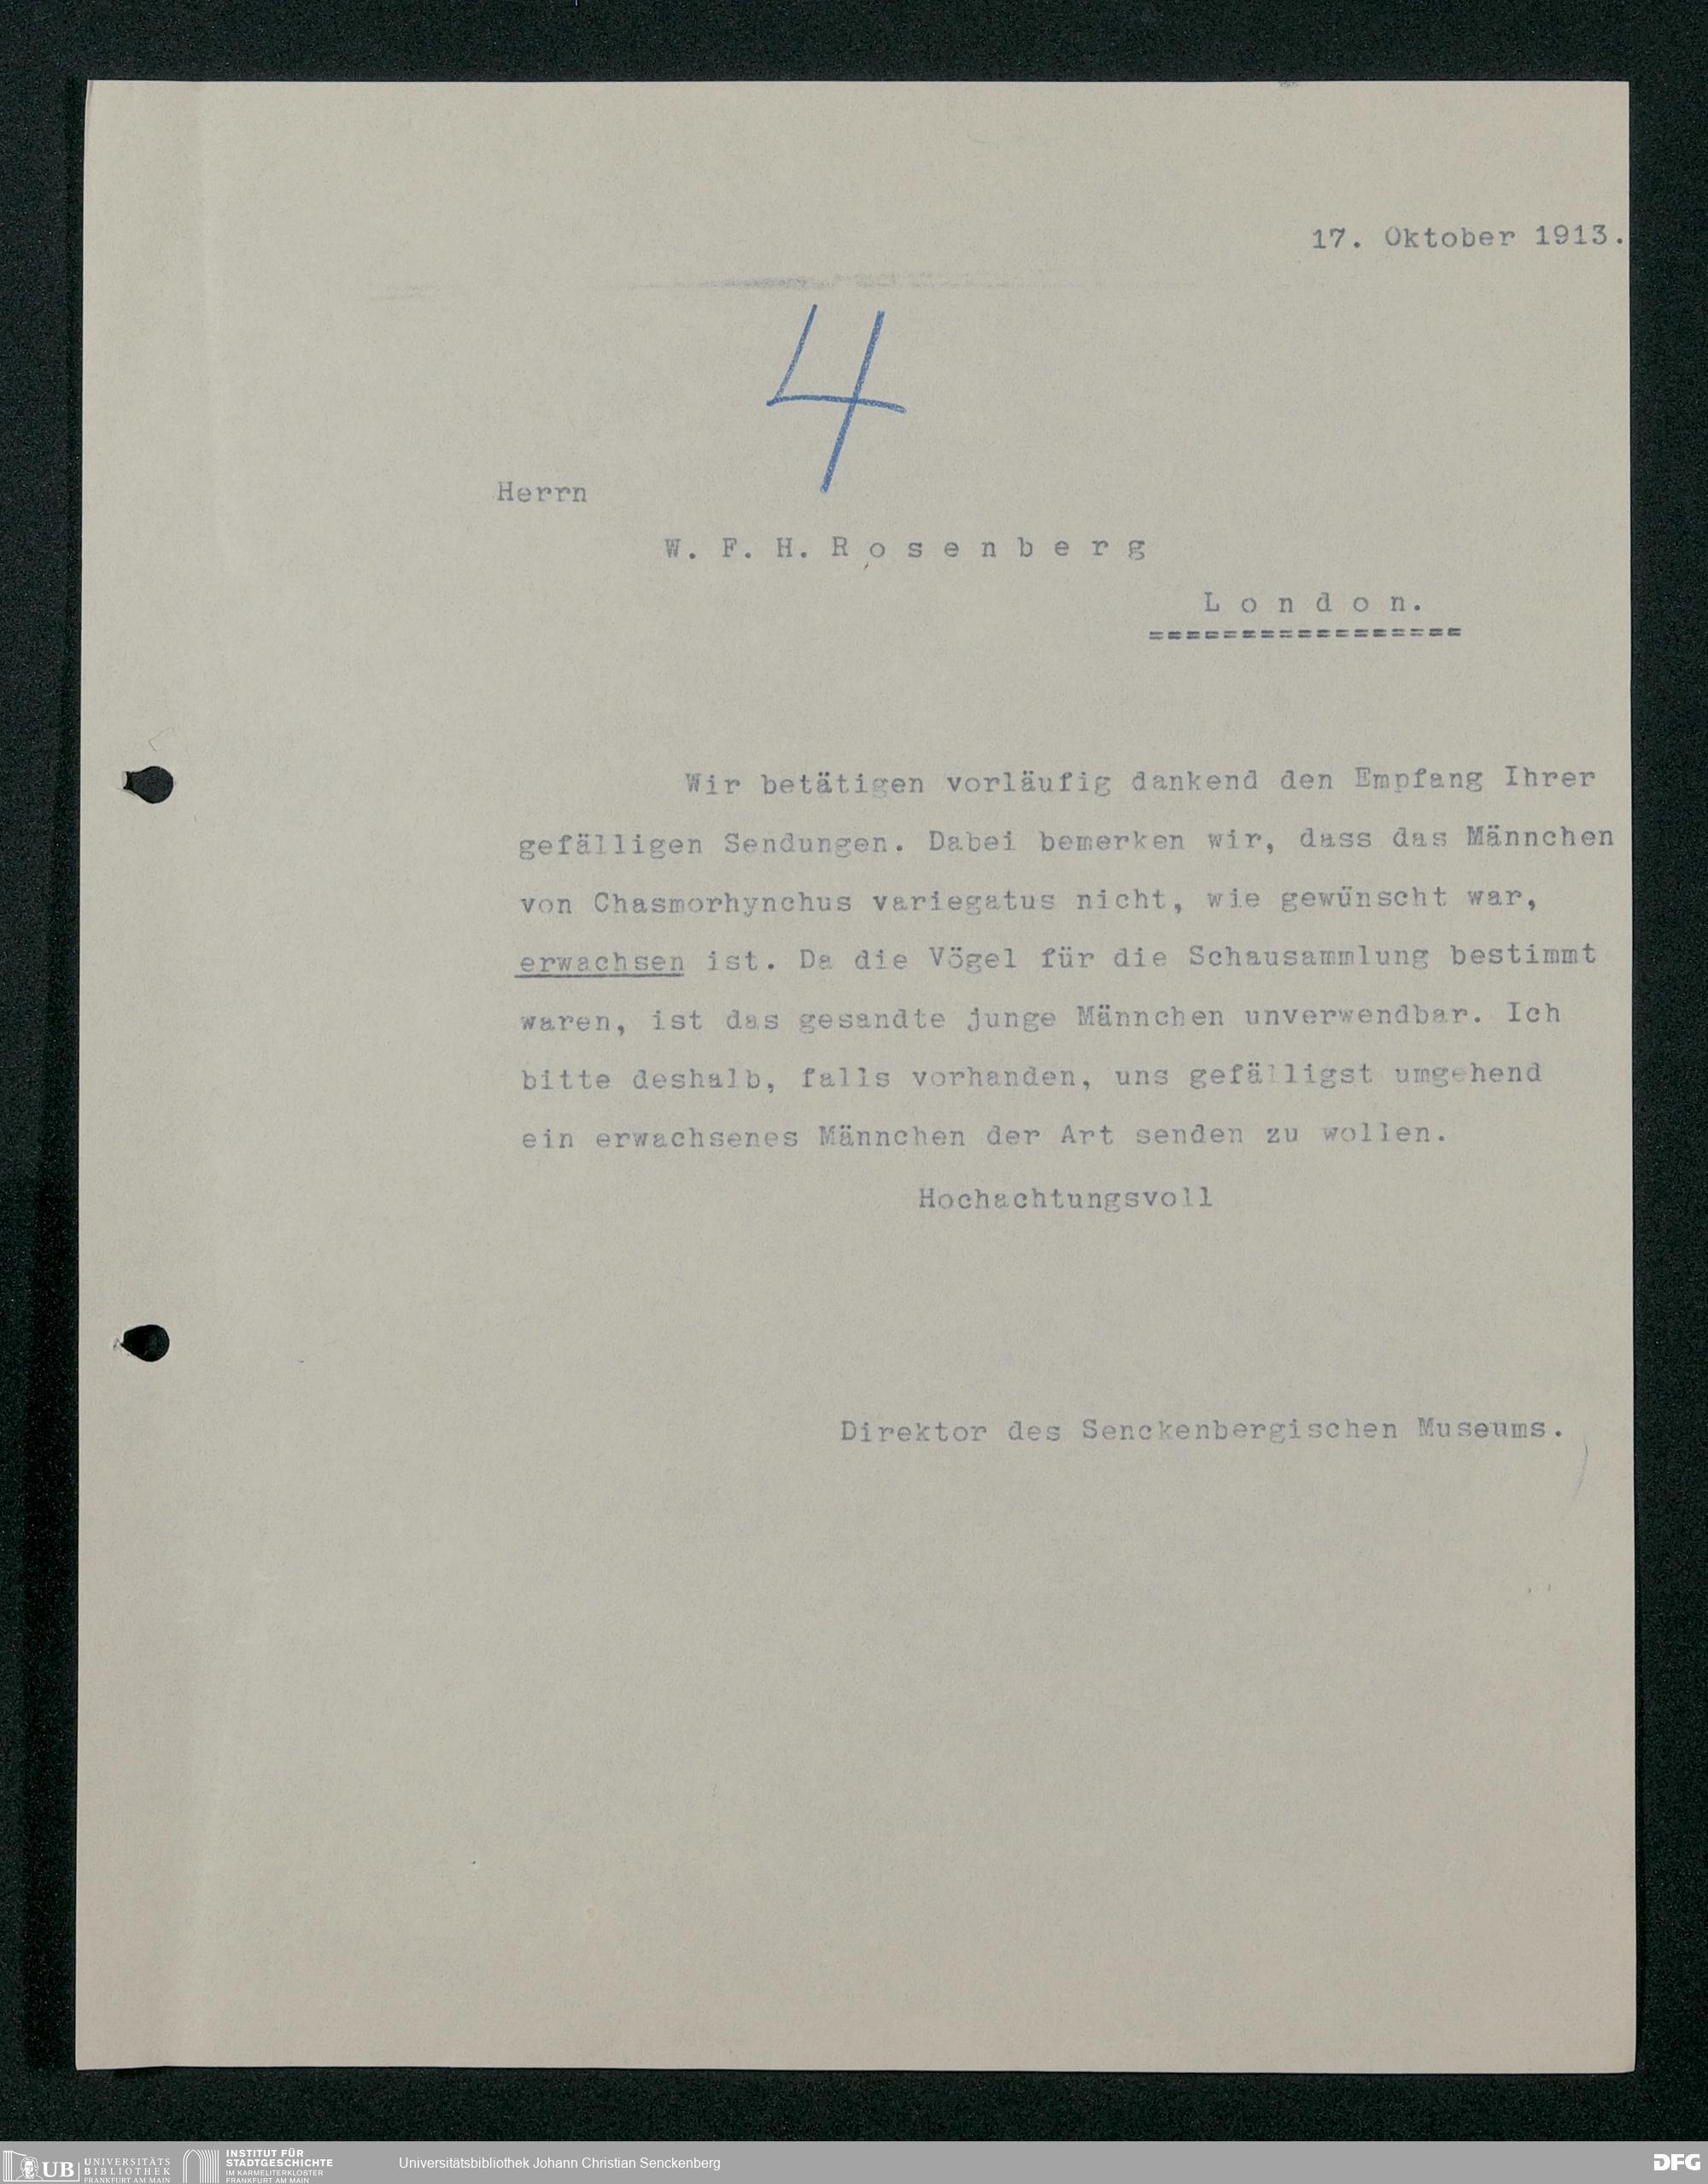 17. Oktober 1913.
4
Herrn
W. F. H. Rosenberg
London.
=================
Wir betätigen vorläufig dankend den Empfang Ihrer
gefälligen Sendungen. Dabei bemerken wir, dass das Männchen
von Chasmorhynchus variegatus nicht, wie gewünscht war,
erwachsen ist. Da die Vögel für die Schausammlung bestimmt
waren, ist das gesandte junge Männchen unverwendbar. Ich
bitte deshalb, falls vorhanden, uns gefälligst umgehend
ein erwachsenes Männchen der Art senden zu wollen.
Hochachtungsvoll
Direktor des Senckenbergischen Museums.
UB UNIVERSITÄTS
BIBLIOTHEK
FRANKFURT AM MAIN
INSTITUT FÜR
STADTGESCHICHTE
IM KARMELITERKLOSTER
FRANKFURT AM MAIN
Universitätsbibliothek Johann Christian Senckenberg
DFG